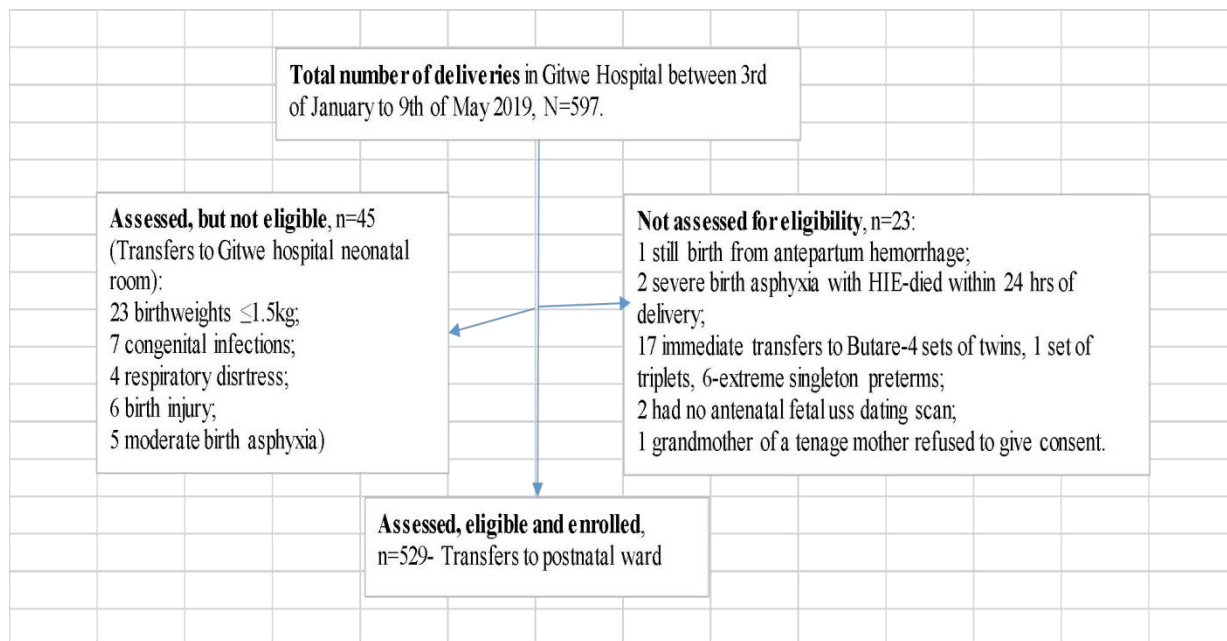 Total number of deliveries in Gitwe Hospital between 3rd
of January to 9th of May 2019, N=597.
Assessed, but not eligible, n=45
(Transfers to Gitwe hospital neonatal
room):
23 birthweights ≤1.5kg;
7 congenital infections;
4 respiratory disrtress;
6 birth injury;
5 moderate birth asphyxia)
Not assessed for eligibility, n=23:
1 still birth from antepartum hemorrhage;
2 severe birth asphyxia with HIE-died within 24 hrs of
delivery;
17 immediate transfers to Butare-4 sets of twins, 1 set of
triplets, 6-extreme singleton preterms;
2 had no antenatal fetal uss dating scan;
1 grandmother of a tenage mother refused to give consent.
Assessed, eligible and enrolled,
n=529- Transfers to postnatal ward